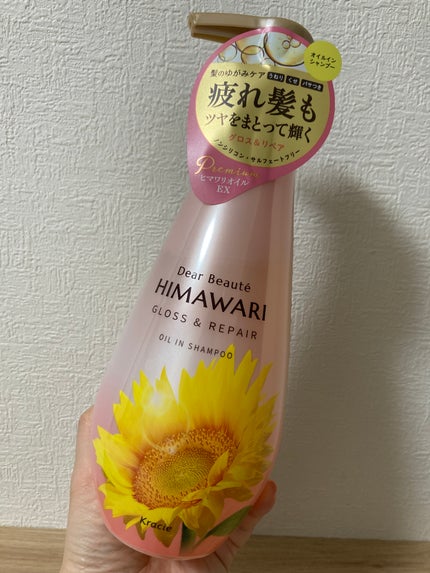 オイルイン
シャンプー
髪のゆがみケア うねり くせ パサつき
疲れ髪も
ツヤをまとって輝く
グロス&リペア
ノンシリコン・サルフェートフリー
Premium
ヒマワリオイル
EX
Dear Beauté
HIMAWARI
GLOSS & REPAIR
OIL IN SHAMPOO
Kracie